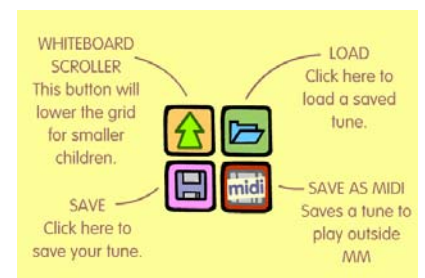 WHITEBOARD
SCROLLER
This button will
lower the grid
for smaller
children.
LOAD
Click here to
load a saved
tune.
midi
SAVE
Click here to
save your tune.
SAVE AS MIDI
Saves a tune to
play outside
MM